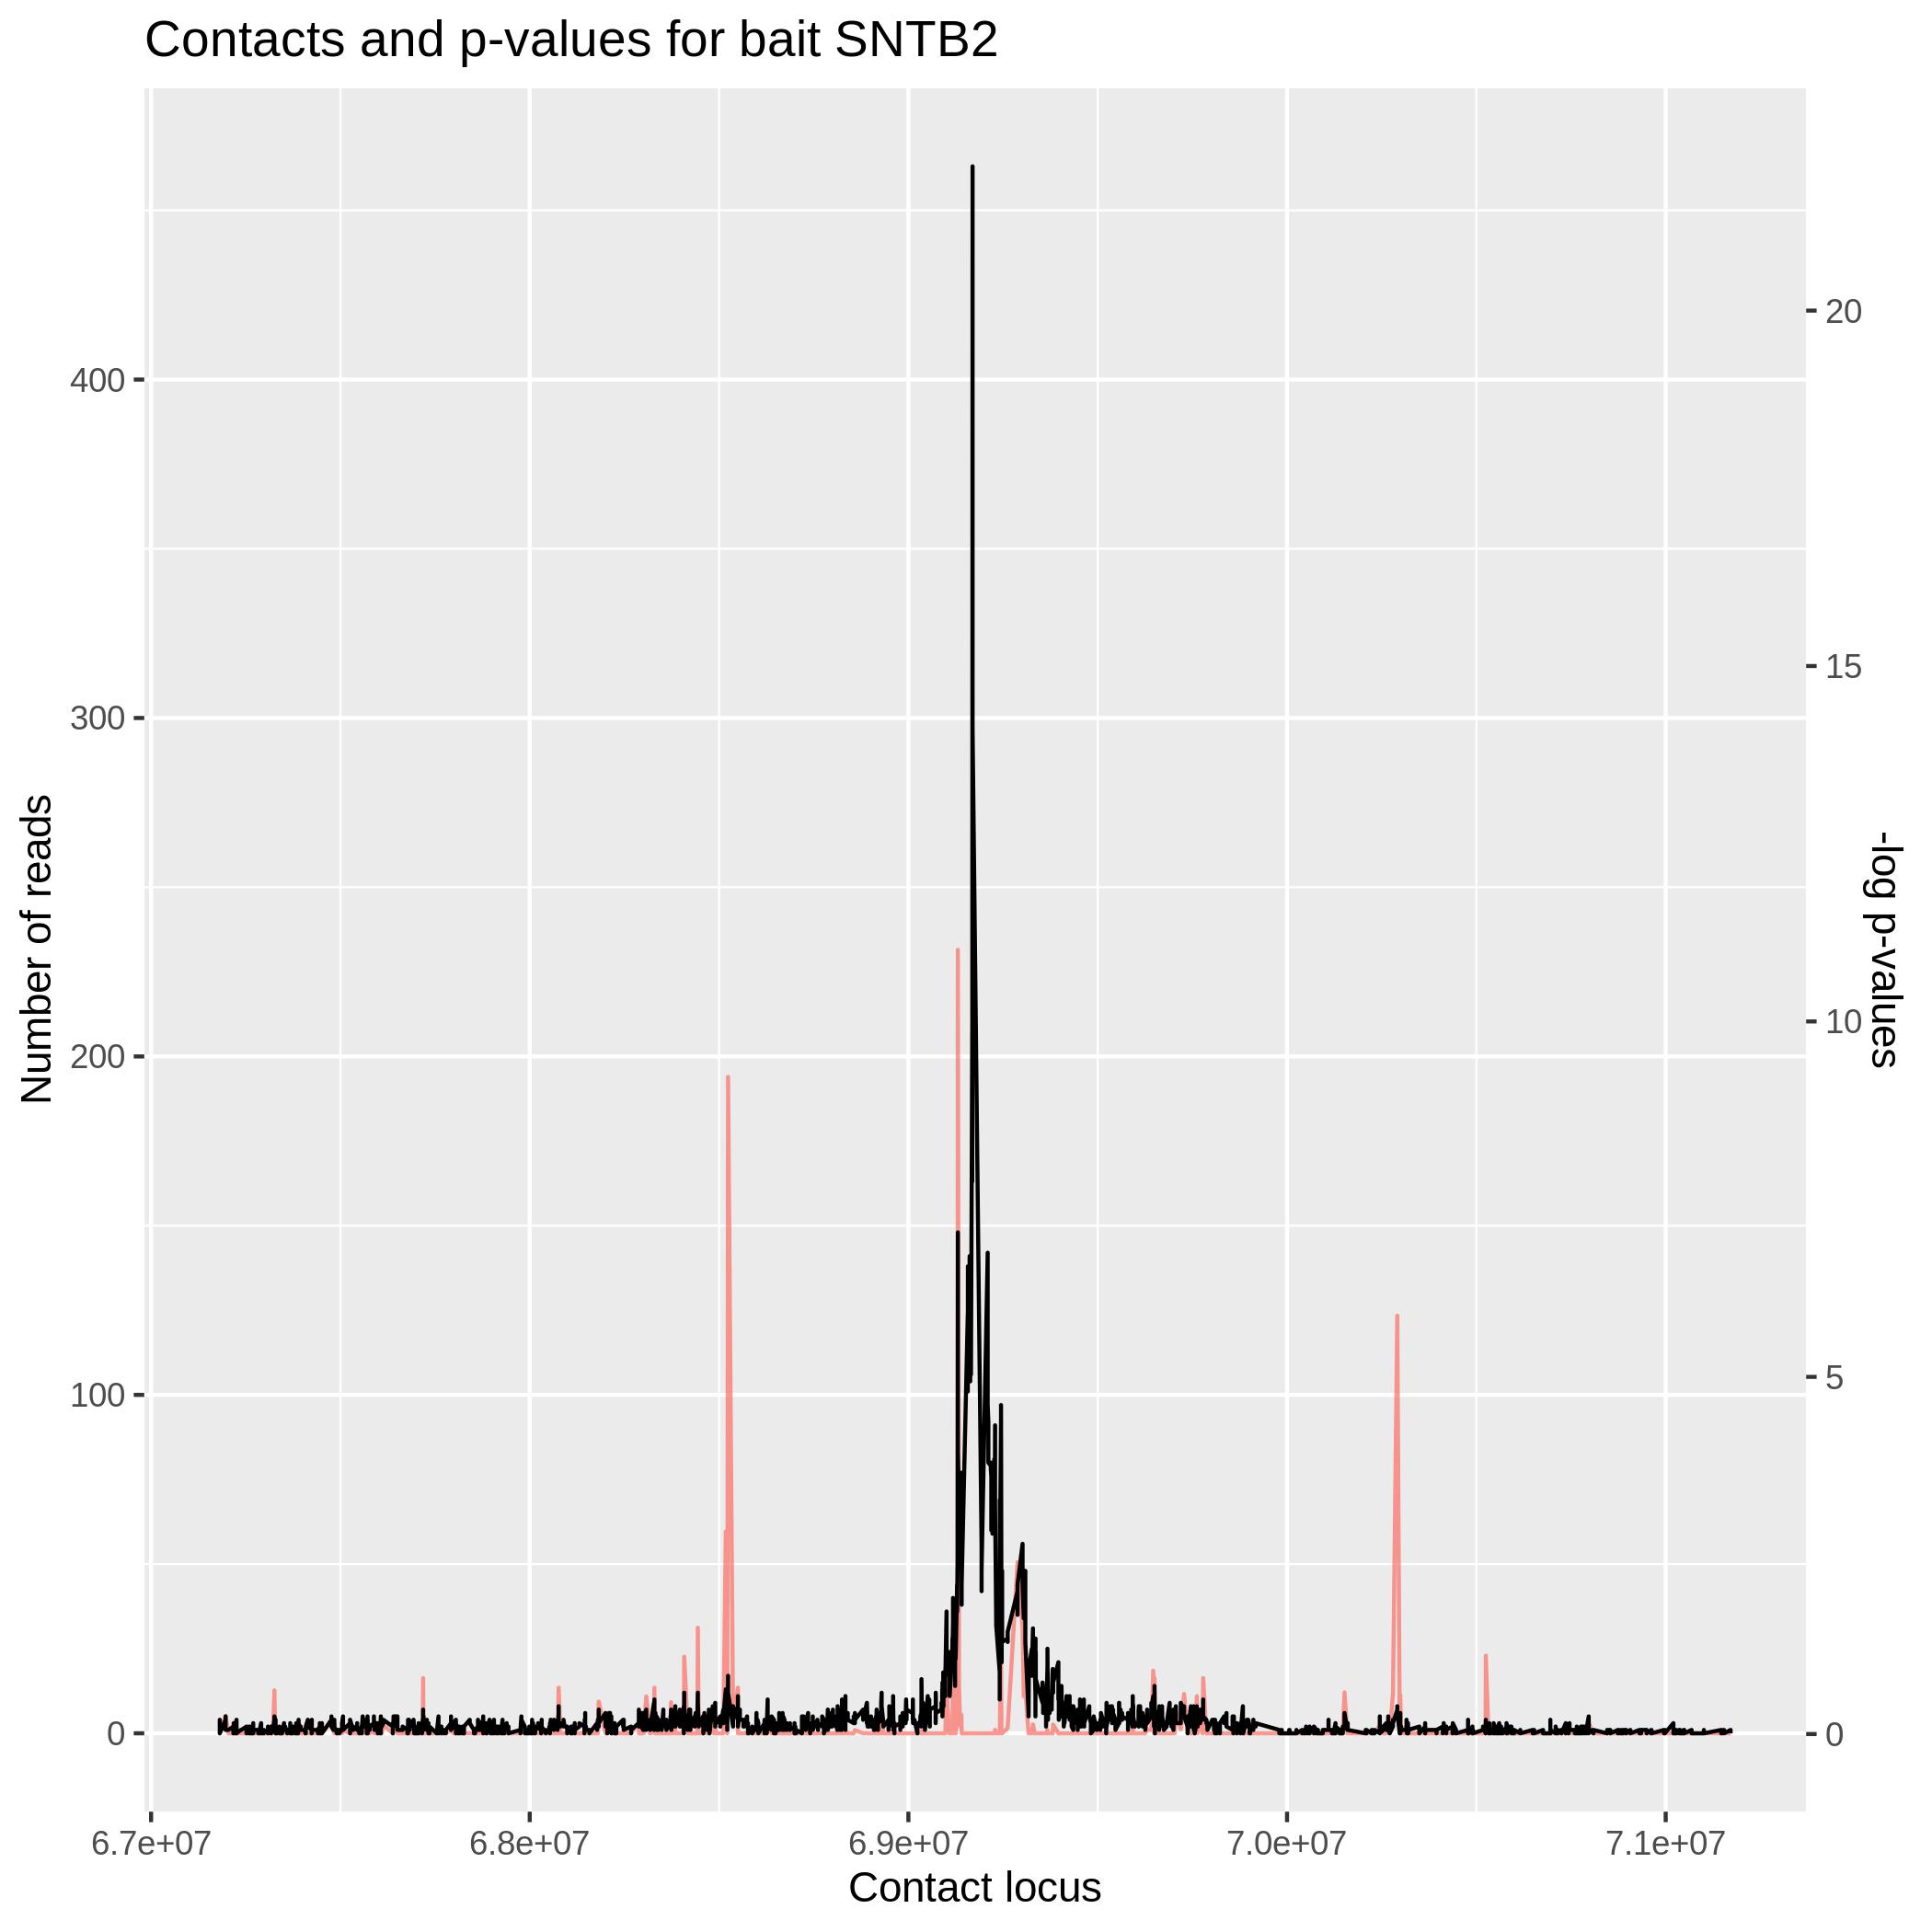 Contacts and p-values for bait SNTB2
Number of reads
400
300
200
100
0
20
15
10
5
0
-log p-values
6.7e+07
6.8e+07
6.9e+07
7.0e+07
7.1e+07
Contact locus